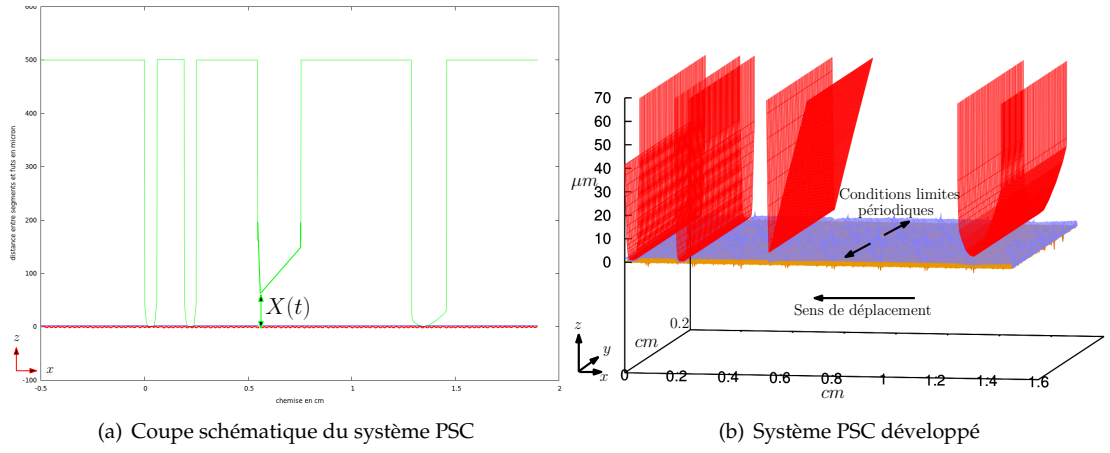 600
500
400
300
200
100
0
-100
distance entre segments et futs en micron
X(t)
z
x
-0.5
0
0.5
1
1.5
2
chemise en cm
(a) Coupe schématique du système PSC
70
60
50
40
30
20
10
0
μm
Conditions limites
périodiques
Sens de déplacement
0.2
cm
z
y
x
0
0.2
0.4
0.6
0.8
1
1.2
1.4
1.6
cm
(b) Système PSC développé